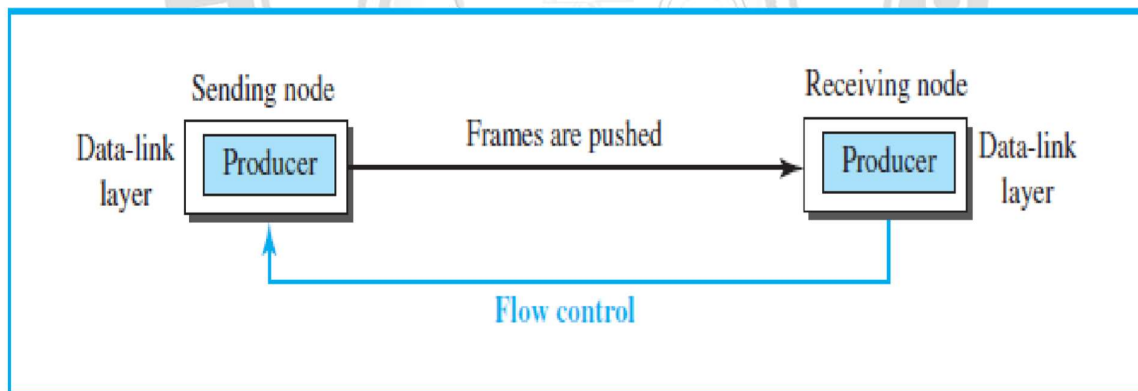 Sending node
Receiving node
Data-link
layer
Producer
Frames are pushed
Producer
Data-link
layer
Flow control